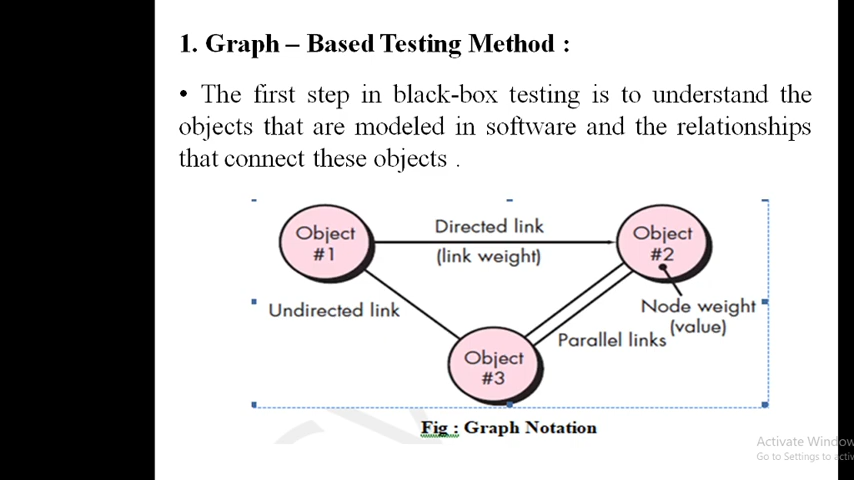 1. Graph – Based Testing Method :
• The first step in black-box testing is to understand the
objects that are modeled in software and the relationships
that connect these objects .
Object
#1
Directed link
(link weight)
Object
#2
Undirected link
Node weight
(value)
Parallel links
Object
#3
Fig : Graph Notation
Activate Window
Go to Settings to activ